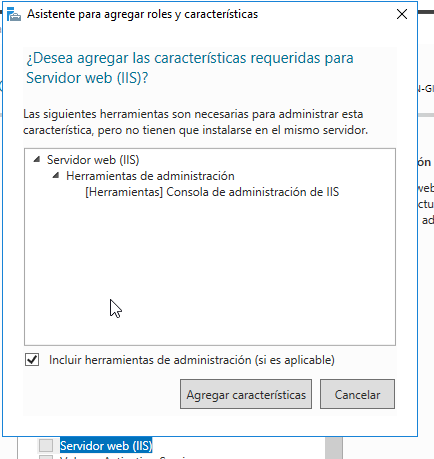 Asistente para agregar roles y características
¿Desea agregar las características requeridas para
Servidor web (IIS)?
Las siguientes herramientas son necesarias para administrar esta
característica, pero no tienen que instalarse en el mismo servidor.
Servidor web (IIS)
Herramientas de administración
[Herramientas] Consola de administración de IIS
Incluir herramientas de administración (si es aplicable)
Agregar características
Cancelar
Servidor web (IIS)